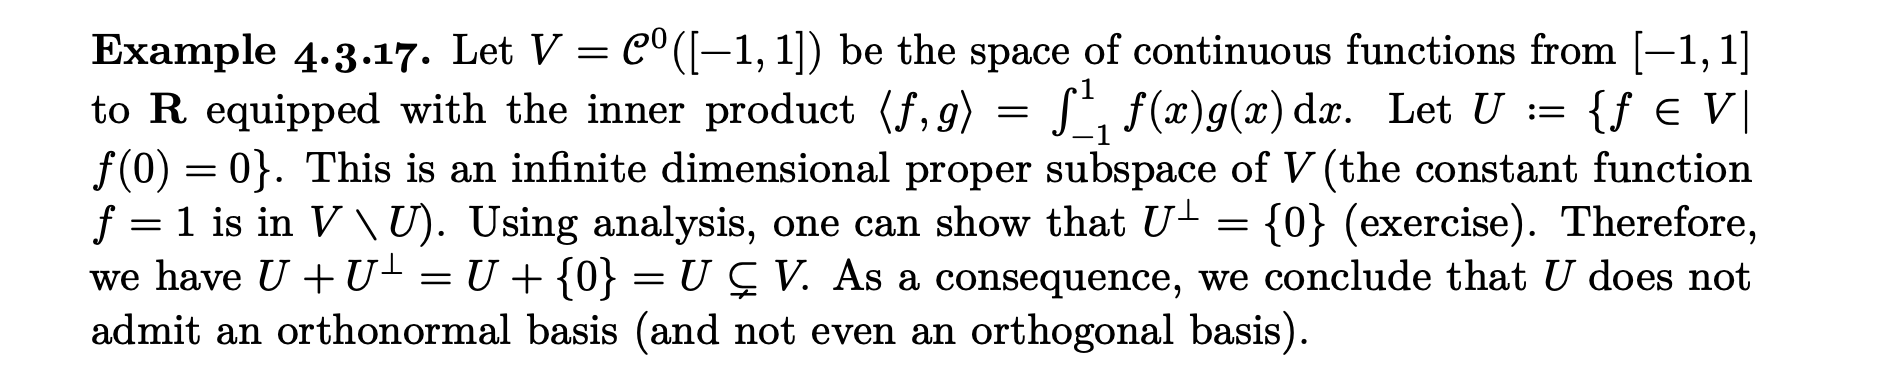 Example 4.3.17. Let V = 𝒞⁰([−1, 1]) be the space of continuous functions from [−1, 1]
to R equipped with the inner product ⟨f, g⟩ = ∫₋₁¹ f(x)g(x) dx. Let U := {f ∈ V|
f(0) = 0}. This is an infinite dimensional proper subspace of V (the constant function
f = 1 is in V \ U). Using analysis, one can show that U⊥ = {0} (exercise). Therefore,
we have U + U⊥ = U + {0} = U ⊊ V. As a consequence, we conclude that U does not
admit an orthonormal basis (and not even an orthogonal basis).